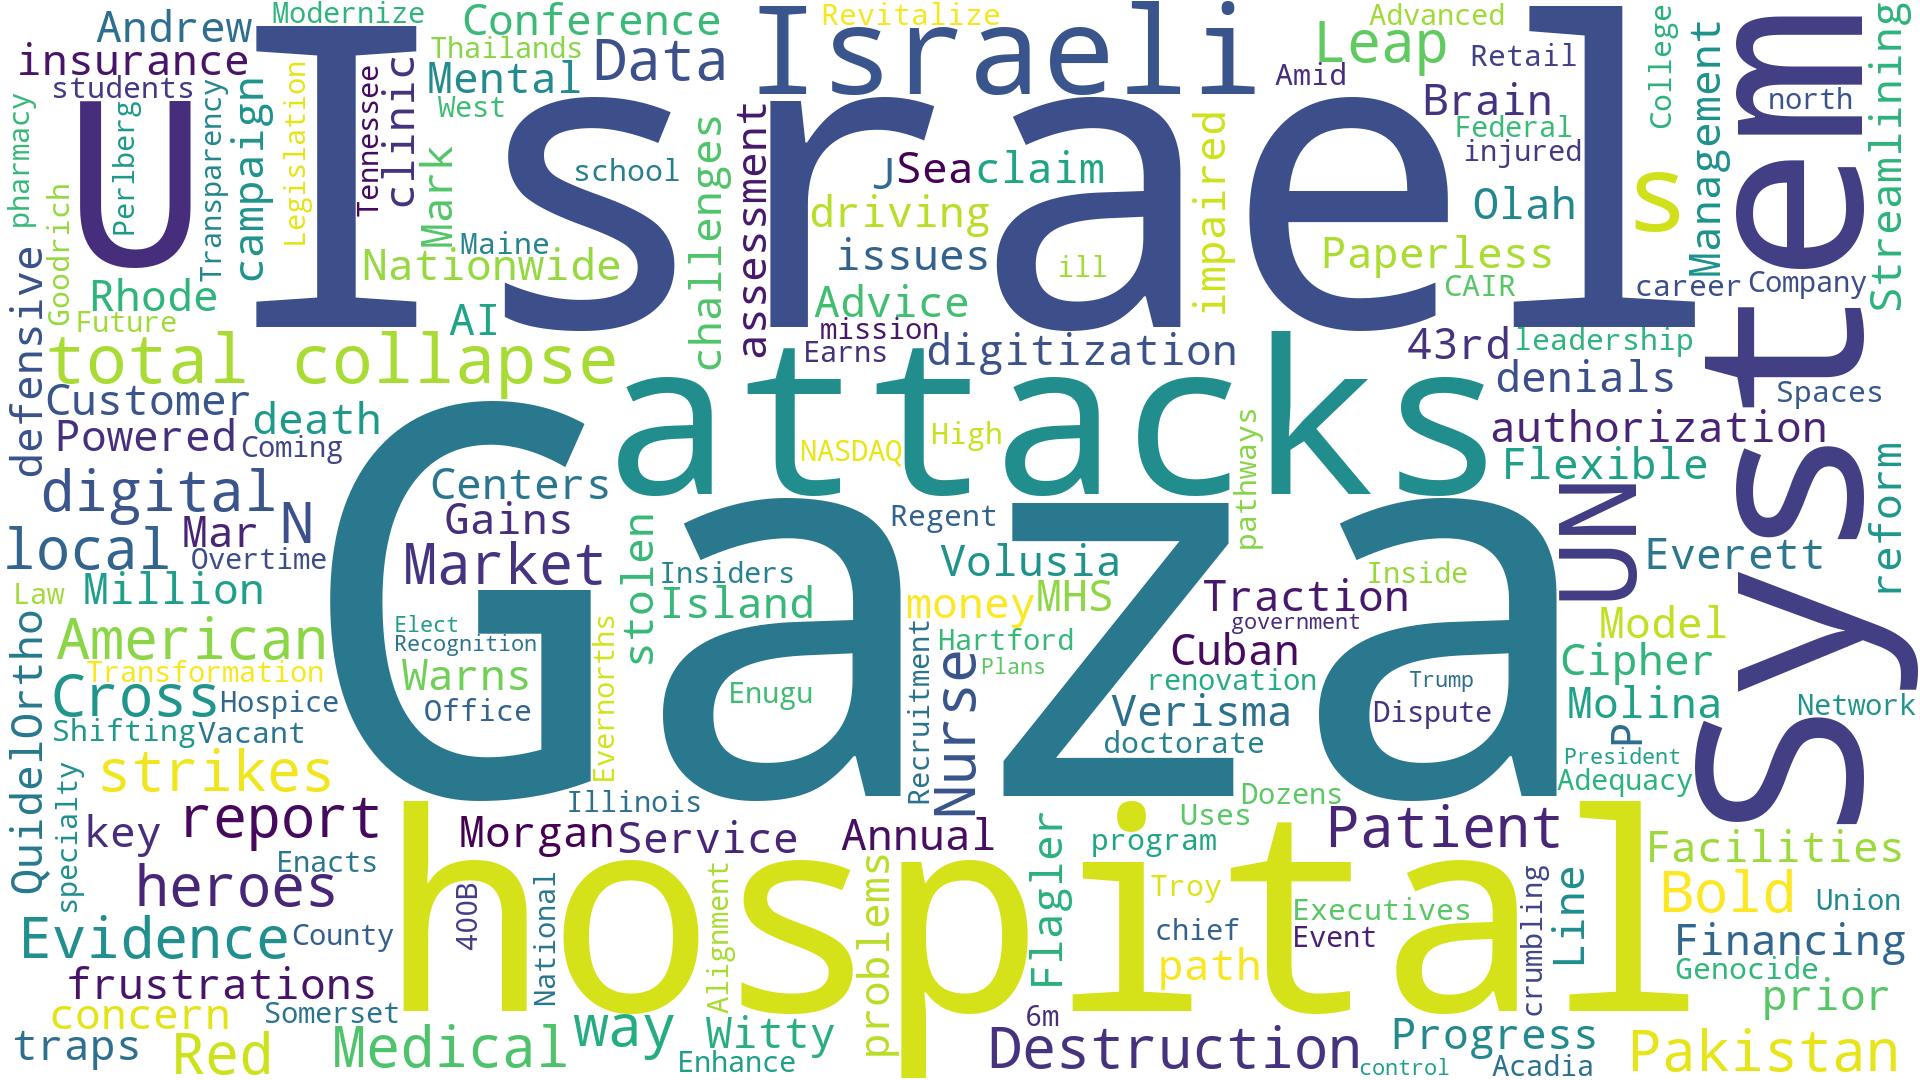 Andrew
Modernize
Conference
Israeli
Revitalize
Leap
Advanced
College
System
Streamlining
insurance
students
U
Israel
Thailands
Mental
Data
West
Amid
Retail
Brain
Management
north
pharmacy
Perlberg
Transparency
campaign
Legislation
Tennessee
clinic
Mark
school
challenges
assessment
J
Sea
claim
impaired
Federal
injured
Olah
s
Goodrich
driving
Maine
issues
ill
Paperless
CAIR
career
Company
Nationwide
Rhode
Future
AI
Advice
mission
Earns
digitization
43rd
leadership
defensive
total collapse
attacks
denials
Spaces
Customer
death
Powered
Coming
NASDAQ
High
pathways
authorization
Flexible
reform
digital
Gaza
Centers
Gains
Regent
UN
local
Mar
N
Overtime
Market
stolen
Insiders
Volusia
Inside
Everett
Law
Million
Island
money
MHS
Traction
government
Model
QuidelOrtho
American
Elect
Recognition
Evernorths
Recruitment
Nurse
Hartford
Plans
Cuban
Cipher
Transformation
Cross
Hospice
Warns
Office
Enugu
renovation
Trump
Verisma
Dispute
Molina
P
Network
Shifting
Vacant
doctorate
President
Adequacy
strikes
specialty
Illinois
Dozens
Uses
report
key
hospital
Morgan
Service
Annual
Flagler
program
Patient
Facilities
Enacts
heroes
400B
National
Alignment
problems
Troy
Executives
crumbling
Line
Bold
Union
Evidence
County
chief
Event
Financing
path
Genocide
frustrations
prior
concern
Somerset
way
Witty
6m
Progress
traps
Red
Medical
Enhance
Destruction
control
Acadia
Pakistan